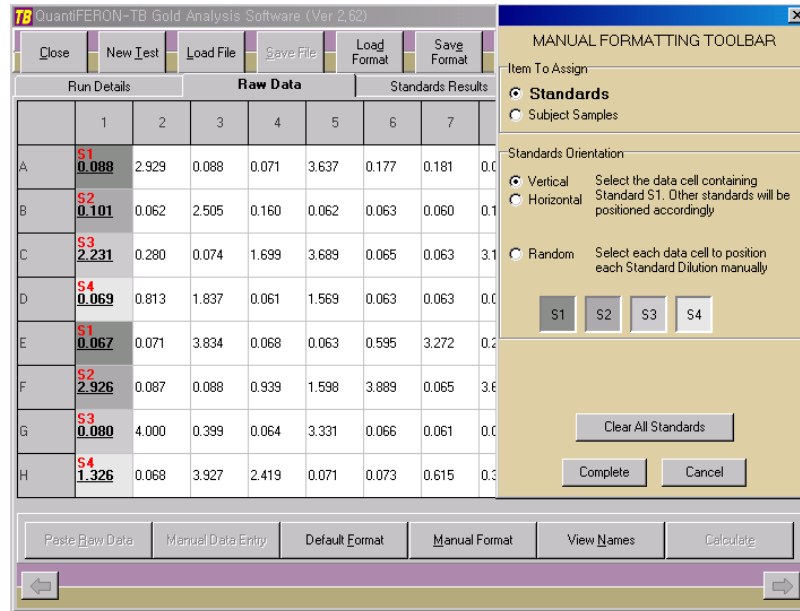 TB QuantiFERON-TB Gold Analysis Software (Ver 2,62)
Close New Test Load File Save File Load Format Save Format
Run Details Raw Data Standards Results
1 2 3 4 5 6 7
S1
A 0.088 2.929 0.088 0.071 3.637 0.177 0.181
S2
B 0.101 0.062 2.505 0.160 0.062 0.063 0.060
S3
C 2.231 0.280 0.074 1.699 3.689 0.065 0.063
S4
D 0.069 0.813 1.837 0.061 1.569 0.063 0.063
S1
E 0.067 0.071 3.834 0.068 0.063 0.595 3.272
S2
F 2.926 0.087 0.088 0.939 1.598 3.889 0.065
S3
G 0.080 4.000 0.399 0.064 3.331 0.066 0.061
S4
H 1.326 0.068 3.927 2.419 0.071 0.073 0.615
Paste Raw Data Manual Data Entry Default Format Manual Format View Names Calculate
MANUAL FORMATTING TOOLBAR
Item To Assign
Standards
Subject Samples
Standards Orientation
Vertical
Horizontal
Select the data cell containing
Standard S1. Other standards will be
positioned accordingly
Random
Select each data cell to position
each Standard Dilution manually
S1 S2 S3 S4
Clear All Standards
Complete Cancel